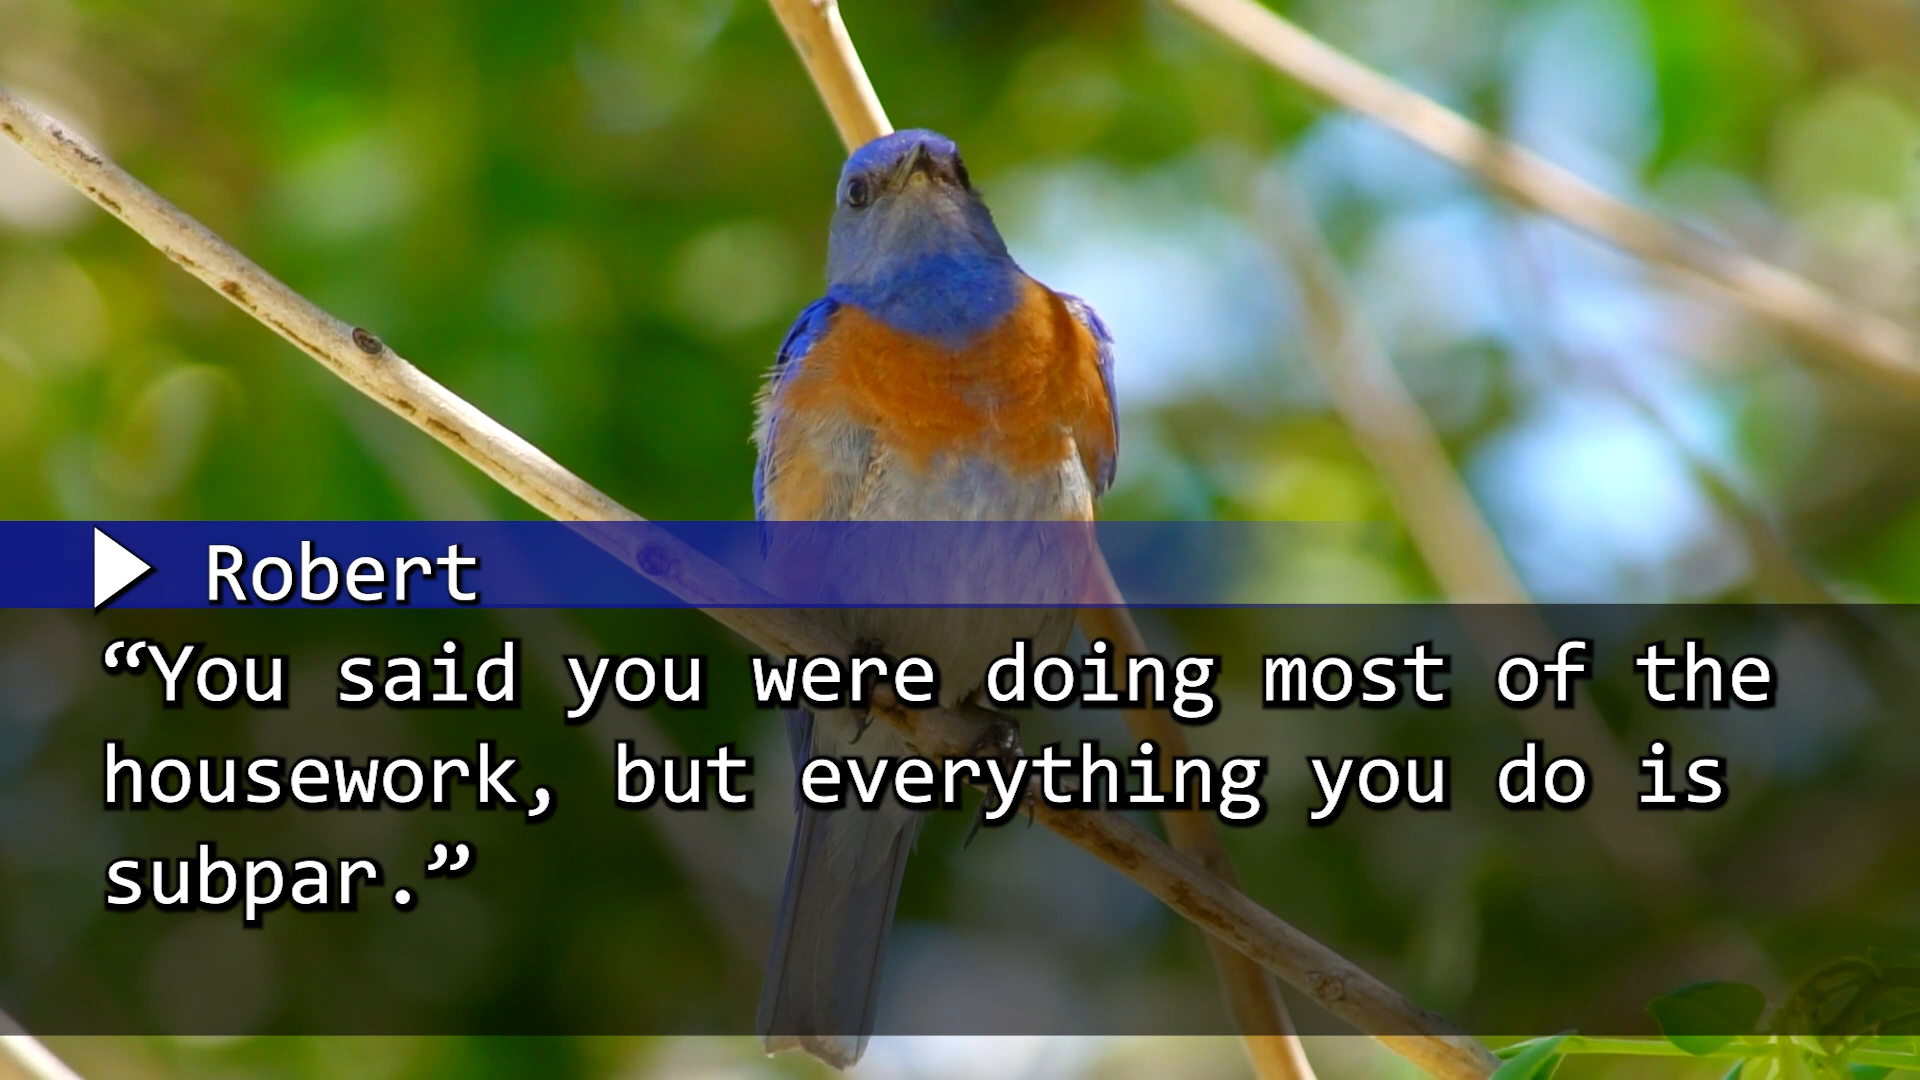 Robert
“You said you were doing most of the
housework, but everything you do is
subpar.”